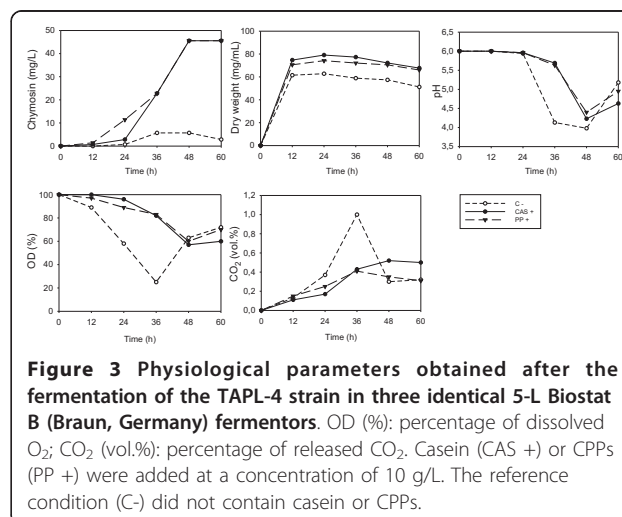 50
40
30
20
10
0
Chymosin (mg/L)
0 12 24 36 48 60
Time (h)
100
80
60
40
20
0
Dry weight (mg/mL)
0 12 24 36 48 60
Time (h)
6,5
6,0
5,5
5,0
4,5
4,0
3,5
pH
0 12 24 36 48 60
Time (h)
100
80
60
40
20
0
OD (%)
0 12 24 36 48 60
Time (h)
1,2
1,0
0,8
0,6
0,4
0,2
0,0
CO2 (vol.%)
0 12 24 36 48 60
Time (h)
C -
CAS +
PP +
Figure 3 Physiological parameters obtained after the
fermentation of the TAPL-4 strain in three identical 5-L Biostat
B (Braun, Germany) fermentors. OD (%): percentage of dissolved
O2; CO2 (vol.%): percentage of released CO2. Casein (CAS +) or CPPs
(PP +) were added at a concentration of 10 g/L. The reference
condition (C-) did not contain casein or CPPs.